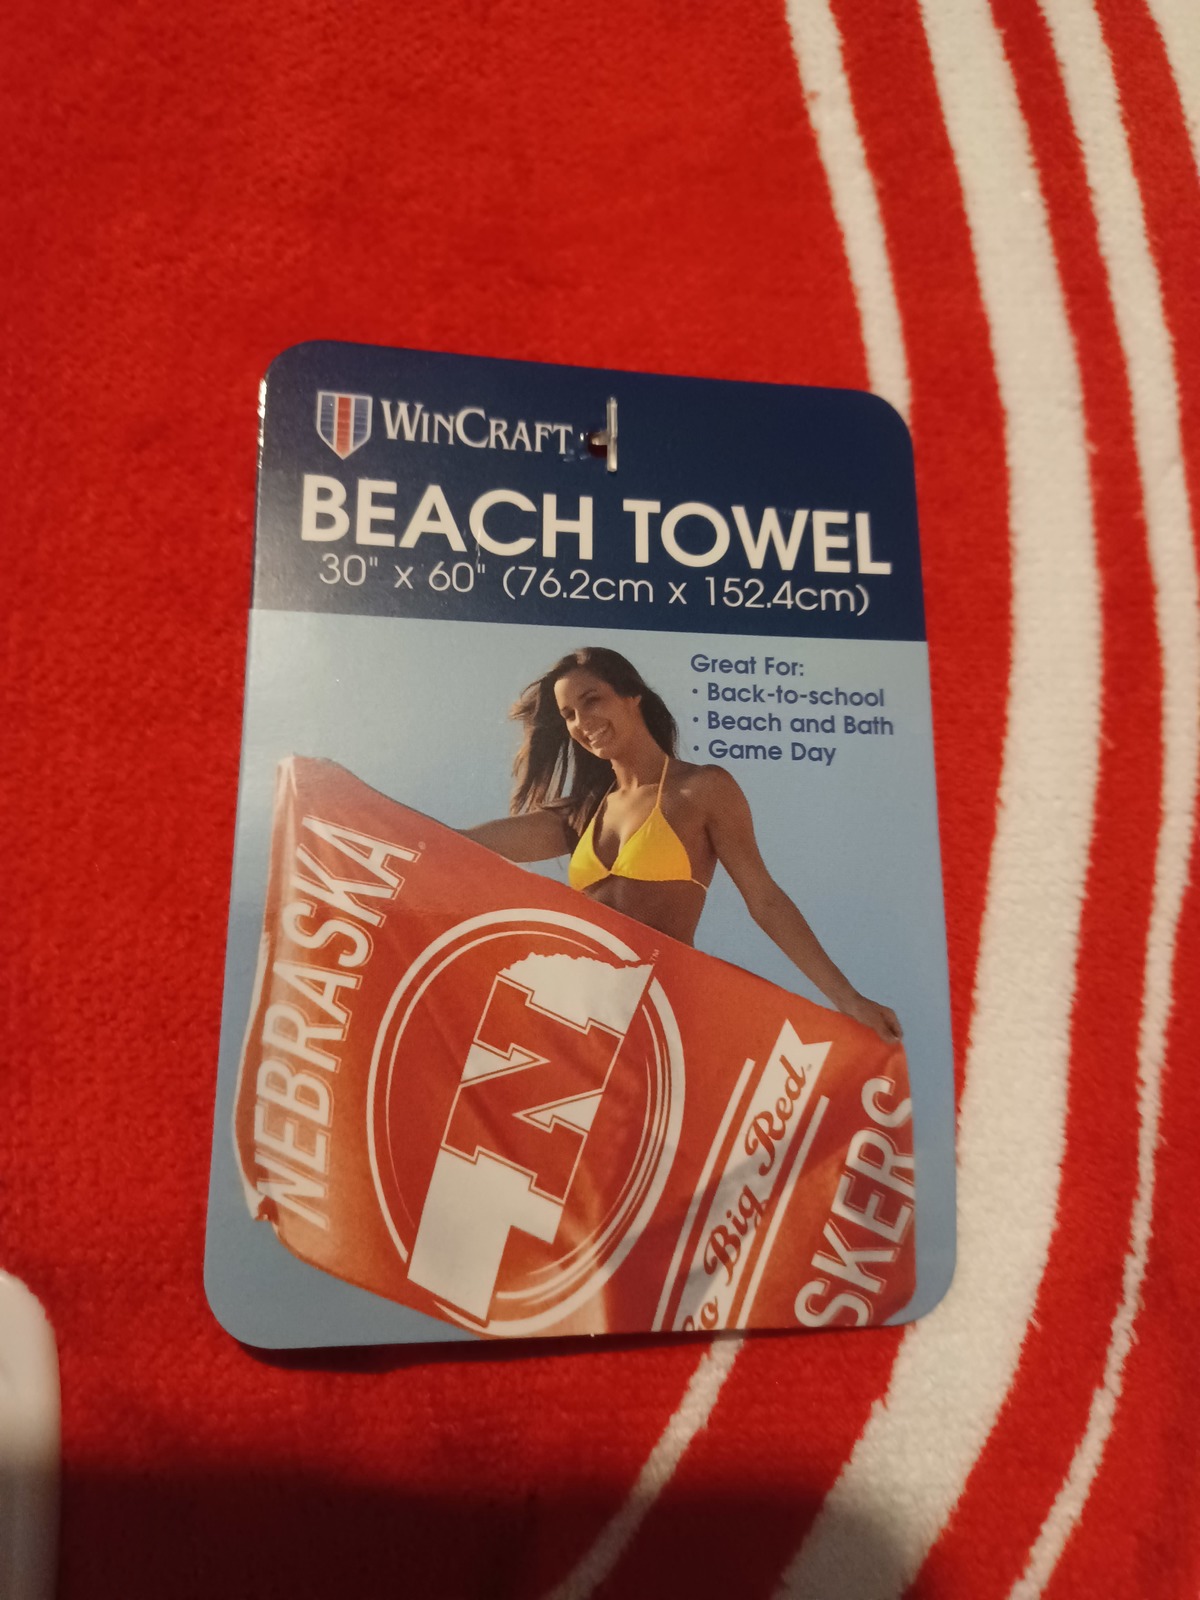 WINCRAFT
BEACH TOWEL
30" x 60" (76.2cm x 152.4cm)
Great For:
• Back-to-school
• Beach and Bath
• Game Day
NEBRASKA
N
Big Red
SKERS